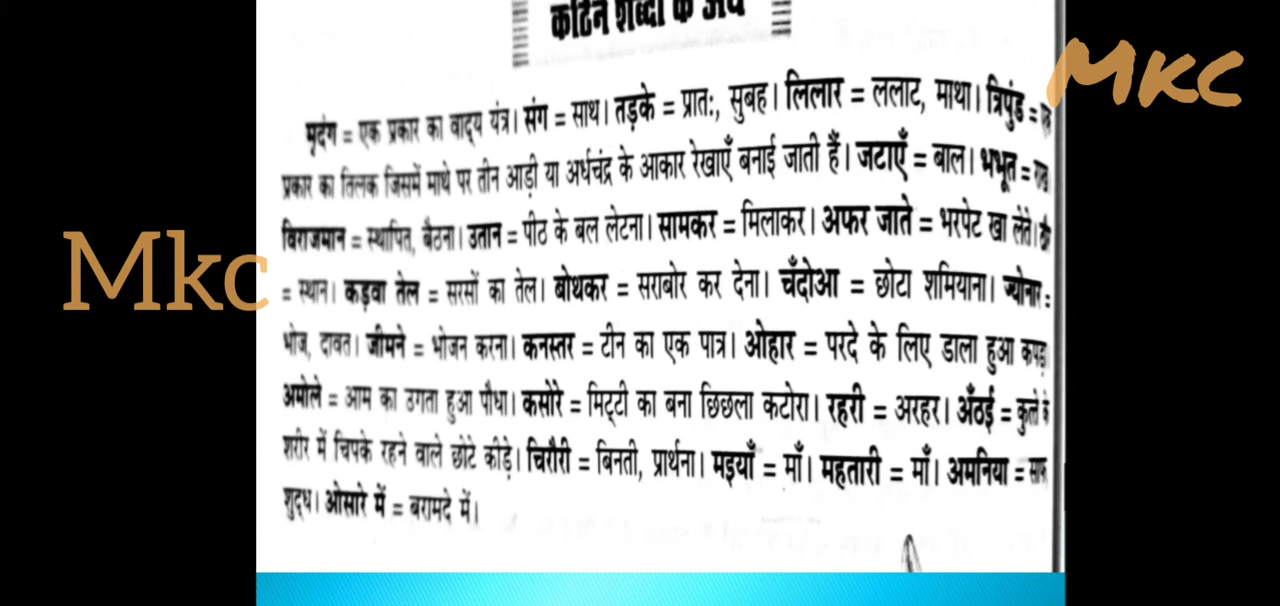 कठिन शब्दों के अर्थ
Mkc
मृदंग = एक प्रकार का वाद्य यंत्र। संग = साथ। तड़के = प्रातः, सुबह। लिलार = ललाट, माथा। त्रिपुंड = एक
प्रकार का तिलक जिसमें माथे पर तीन आड़ी या अर्धचंद्र के आकार रेखाएँ बनाई जाती हैं। जटाएँ = बाल। भभूत = राख
विराजमान = स्थापित, बैठना। उतान = पीठ के बल लेटना। सामकर = मिलाकर। अफर जाते = भरपेट खा लेते।
Mkc
= स्थान। कड़वा तेल = सरसों का तेल। बोथकर = सराबोर कर देना। चँदोआ = छोटा शमियाना। ज्योनार =
भोज, दावत। जीमने = भोजन करना। कनस्तर = टीन का एक पात्र। ओहार = परदे के लिए डाला हुआ कपड़ा
अमोले = आम का उगता हुआ पौधा। कसोरे = मिट्टी का बना छिछला कटोरा। रहरी = अरहर। अँठई = कुत्ते के
शरीर में चिपके रहने वाले छोटे कीड़े। चिरौरी = बिनती, प्रार्थना। मइयाँ = माँ। महतारी = माँ। अमनिया = साफ,
शुद्ध। ओसारे में = बरामदे में।